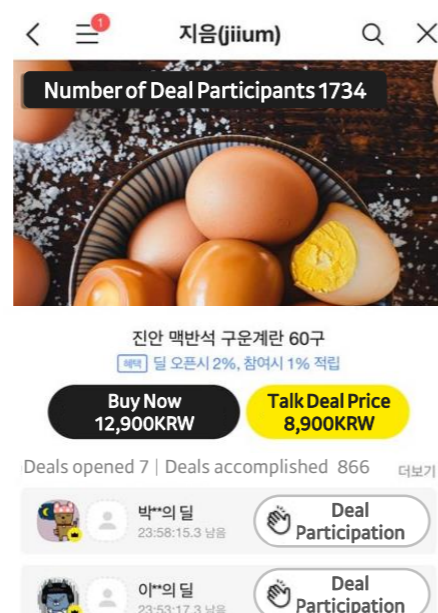 1
지음(jiium)
Number of Deal Participants 1734
진안 맥반석 구운계란 60구
혜택 딜 오픈시 2%, 참여시 1% 적립
Buy Now
12,900KRW
Talk Deal Price
8,900KRW
Deals opened 7 | Deals accomplished 866 더보기
박**의 딜
23:58:15.3 남음
Deal
Participation
이**의 딜
23:53:17.3 남음
Deal
Participation